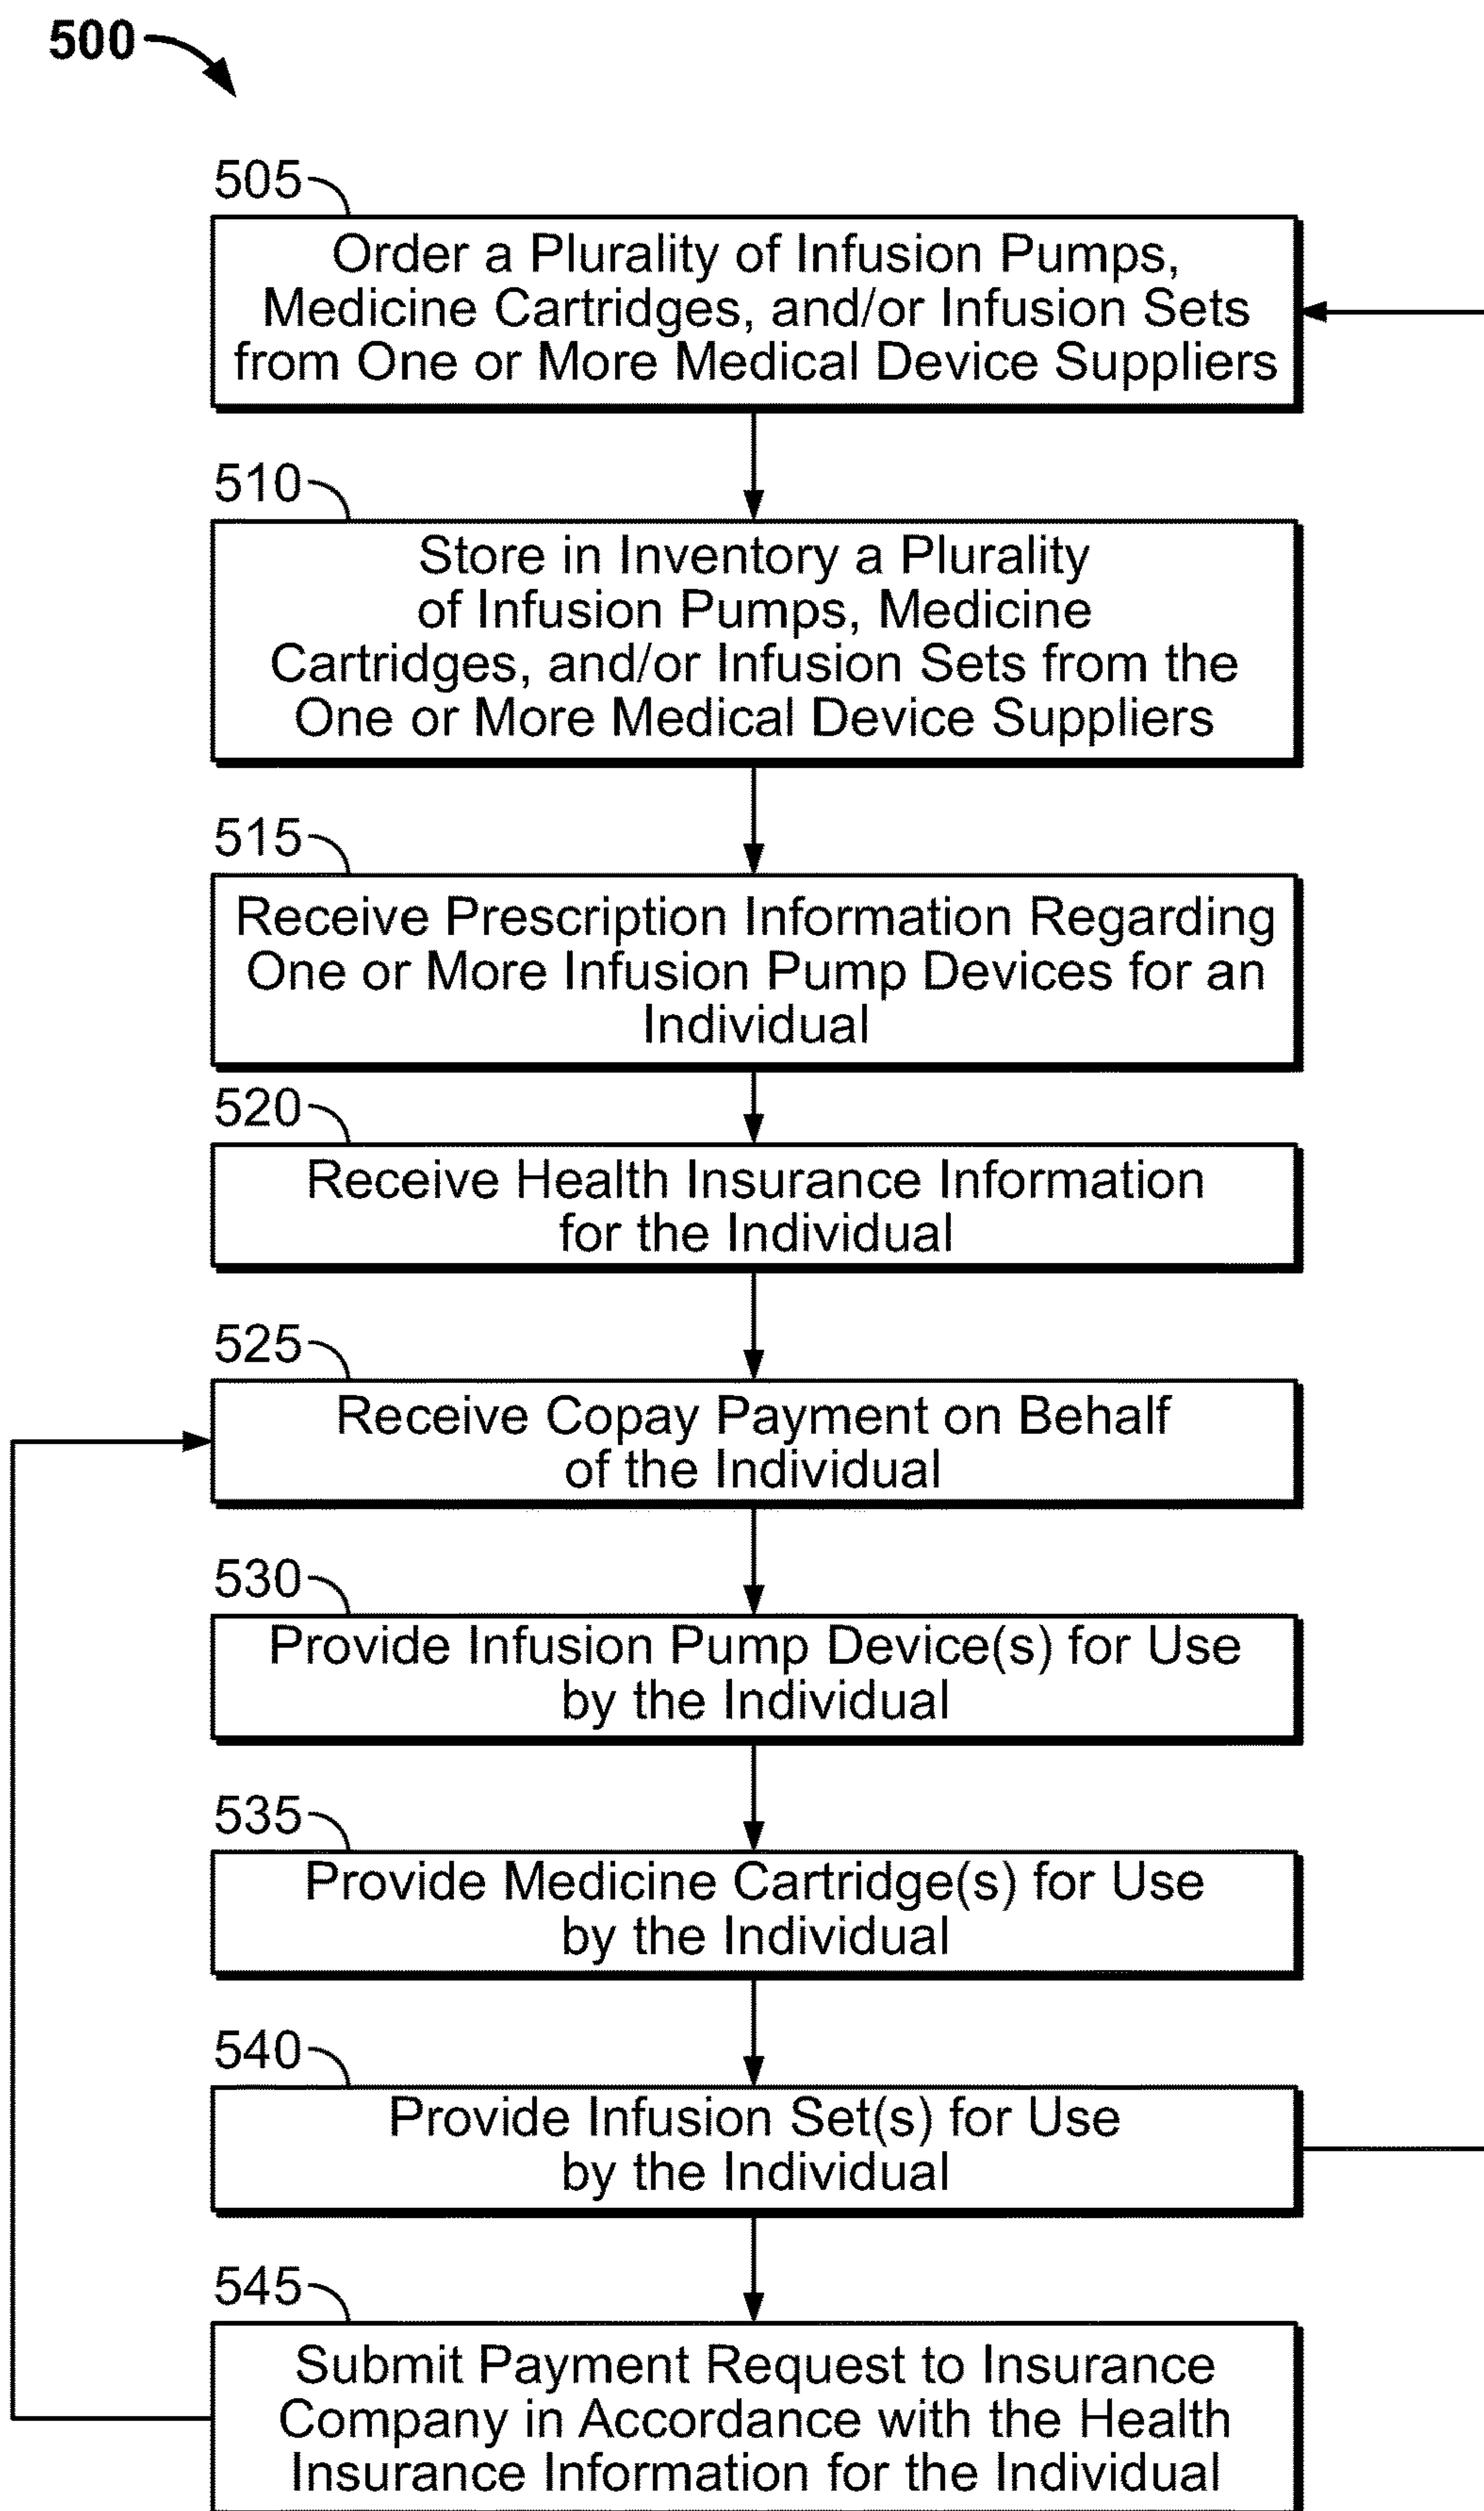 500
505
Order a Plurality of Infusion Pumps,
Medicine Cartridges, and/or Infusion Sets
from One or More Medical Device Suppliers
510
Store in Inventory a Plurality
of Infusion Pumps, Medicine
Cartridges, and/or Infusion Sets from the
One or More Medical Device Suppliers
515
Receive Prescription Information Regarding
One or More Infusion Pump Devices for an
Individual
520
Receive Health Insurance Information
for the Individual
525
Receive Copay Payment on Behalf
of the Individual
530
Provide Infusion Pump Device(s) for Use
by the Individual
535
Provide Medicine Cartridge(s) for Use
by the Individual
540
Provide Infusion Set(s) for Use
by the Individual
545
Submit Payment Request to Insurance
Company in Accordance with the Health
Insurance Information for the Individual